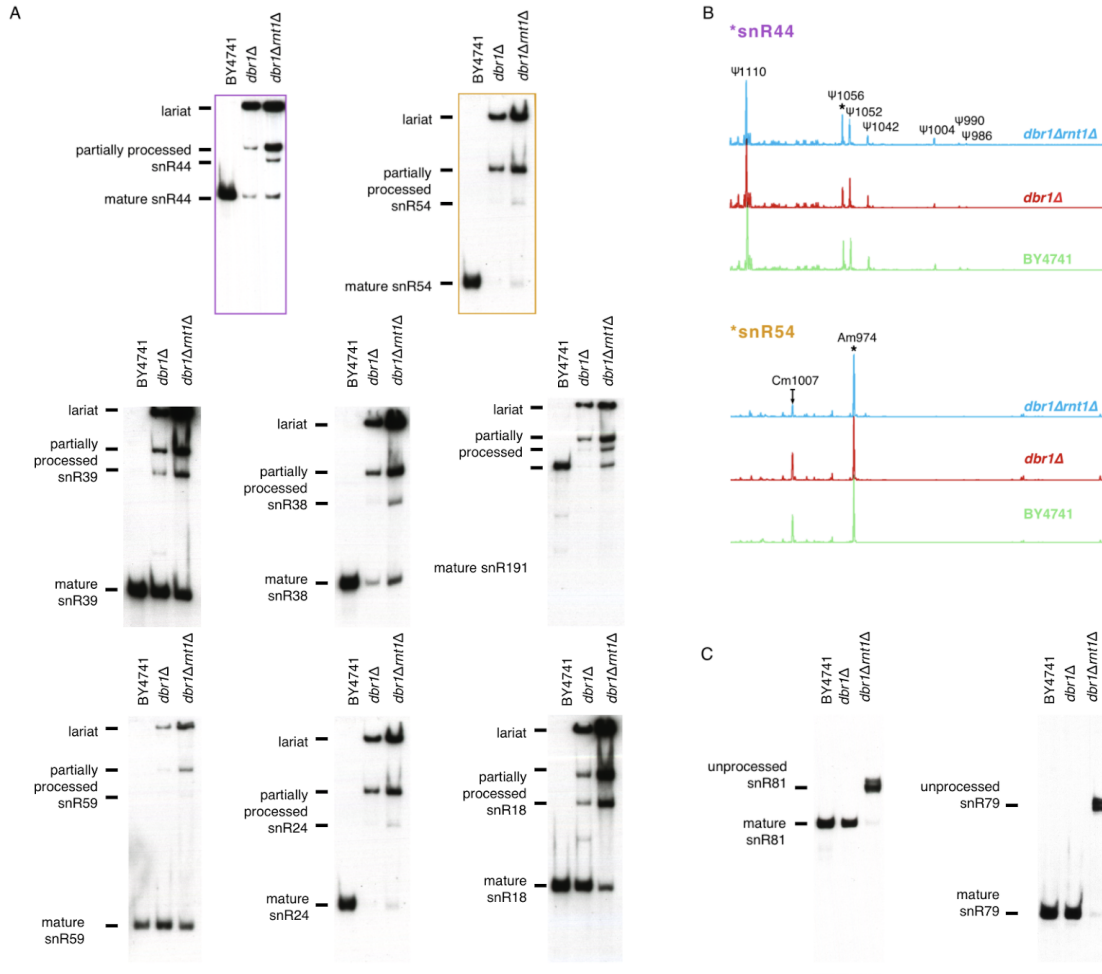 A
BY4741
dbr1Δ
dbr1Δrnt1Δ
lariat
partially processed
snR44
mature snR44
BY4741
dbr1Δ
dbr1Δrnt1Δ
lariat
partially
processed
snR54
mature snR54
BY4741
dbr1Δ
dbr1Δrnt1Δ
lariat
partially
processed
snR39
mature
snR39
BY4741
dbr1Δ
dbr1Δrnt1Δ
lariat
partially
processed
snR38
mature
snR38
BY4741
dbr1Δ
dbr1Δrnt1Δ
lariat
partially
processed
mature snR191
BY4741
dbr1Δ
dbr1Δrnt1Δ
lariat
partially
processed
snR59
mature
snR59
BY4741
dbr1Δ
dbr1Δrnt1Δ
lariat
partially
processed
snR24
mature
snR24
BY4741
dbr1Δ
dbr1Δrnt1Δ
lariat
partially
processed
snR18
mature
snR18
B
*snR44
Ψ1110
Ψ1056
*
Ψ1052
Ψ1042
Ψ1004
Ψ990
Ψ986
dbr1Δrnt1Δ
dbr1Δ
BY4741
*snR54
Am974
*
Cm1007
dbr1Δrnt1Δ
dbr1Δ
BY4741
C
BY4741
dbr1Δ
dbr1Δrnt1Δ
unprocessed
snR81
mature
snR81
BY4741
dbr1Δ
dbr1Δrnt1Δ
unprocessed
snR79
mature
snR79